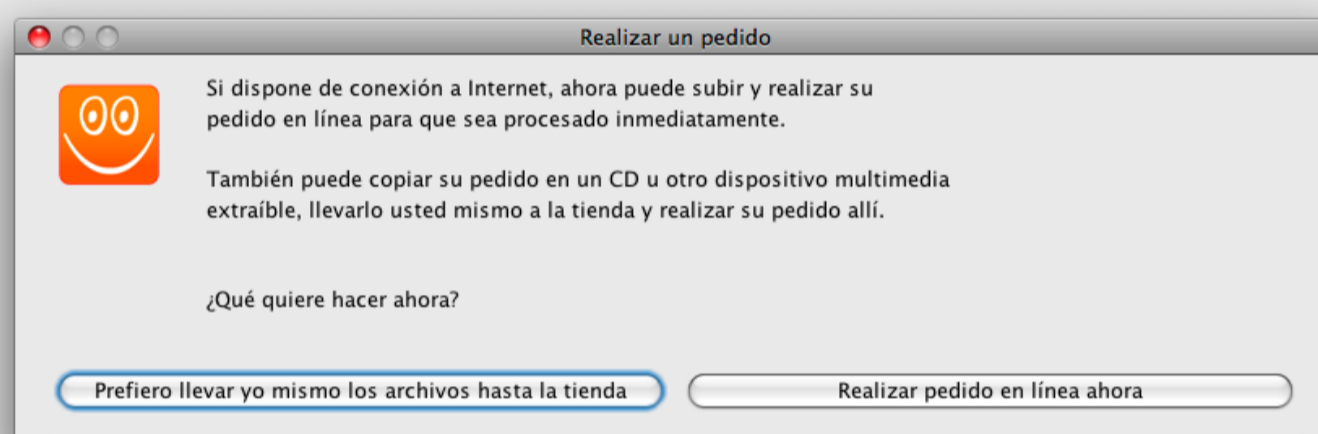 Realizar un pedido
Si dispone de conexión a Internet, ahora puede subir y realizar su
pedido en línea para que sea procesado inmediatamente.
También puede copiar su pedido en un CD u otro dispositivo multimedia
extraíble, llevarlo usted mismo a la tienda y realizar su pedido allí.
¿Qué quiere hacer ahora?
Prefiero llevar yo mismo los archivos hasta la tienda
Realizar pedido en línea ahora